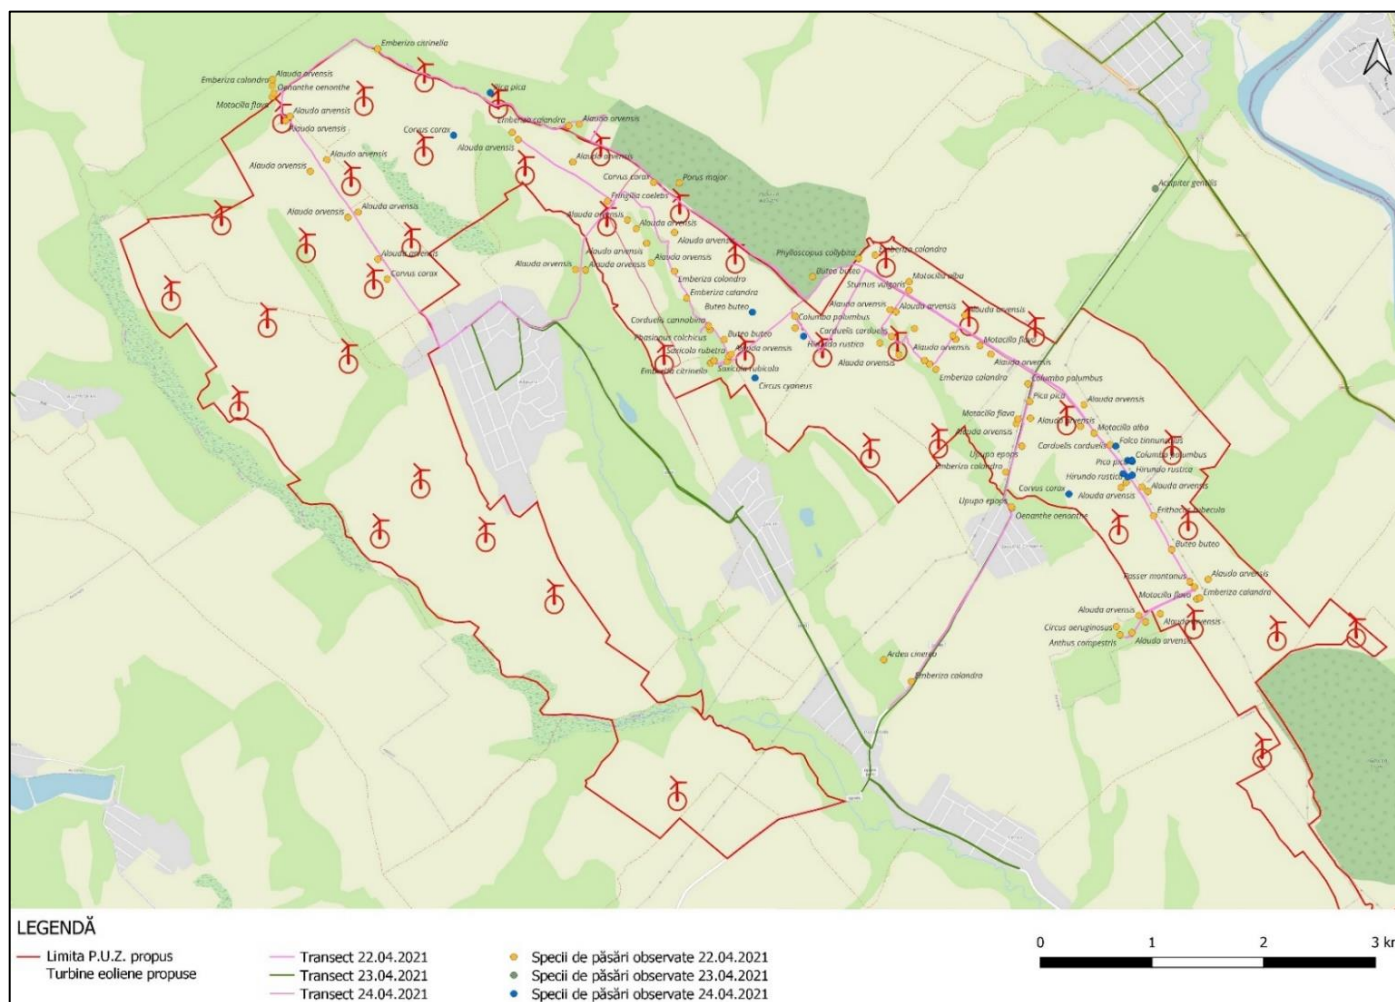 Emberiza citrinella
Alauda arvensis
Emberiza calandra
Oenanthe oenanthe
Motacilla flava
Alauda arvensis
Alauda arvensis
Pica pica
Corvus corax
Emberiza calandra
Alauda arvensis
Alauda arvensis
Alauda arvensis
Alauda arvensis
Alauda arvensis
Corvus corax
Parus major
Accipiter gentilis
Fringilla coelebs
Alauda arvensis
Alauda arvensis
Alauda arvensis
Alauda arvensis
Alauda arvensis
Alauda arvensis
Corvus corax
Alauda arvensis
Alauda arvensis
Alauda arvensis
Alauda arvensis
Phylloscopus collybita
Emberiza calandra
Buteo buteo
Emberiza calandra
Motacilla alba
Sturnus vulgaris
Emberiza calandra
Buteo buteo
Alauda arvensis
Alauda arvensis
Alauda arvensis
Columba palumbus
Carduelis cannabina
Phasianus colchicus
Buteo buteo
Carduelis carduelis
Hirundo rustica
Alauda arvensis
Motacilla flava
Saxicola rubetra
Alauda arvensis
Alauda arvensis
Alauda arvensis
Emberiza citrinella
Saxicola rubicola
Emberiza calandra
Circus cyaneus
Columba palumbus
Pica pica
Alauda arvensis
Motacilla flava
Alauda arvensis
Alauda arvensis
Motacilla alba
Carduelis carduelis
Falco tinnunculus
Upupa epops
Columba palumbus
Pica pica
Emberiza calandra
Hirundo rustica
Hirundo rustica
Corvus corax
Alauda arvensis
Alauda arvensis
Upupa epops
Oenanthe oenanthe
Erithacus rubecula
Buteo buteo
Passer montanus
Alauda arvensis
Motacilla flava
Emberiza calandra
Alauda arvensis
Circus aeruginosus
Alauda arvensis
Anthus campestris
Alauda arvensis
Ardea cinerea
Emberiza calandra
LEGENDĂ
Limita P.U.Z. propus
Turbine eoliene propuse
Transect 22.04.2021
Transect 23.04.2021
Transect 24.04.2021
Specii de păsări observate 22.04.2021
Specii de păsări observate 23.04.2021
Specii de păsări observate 24.04.2021
0 1 2 3 km